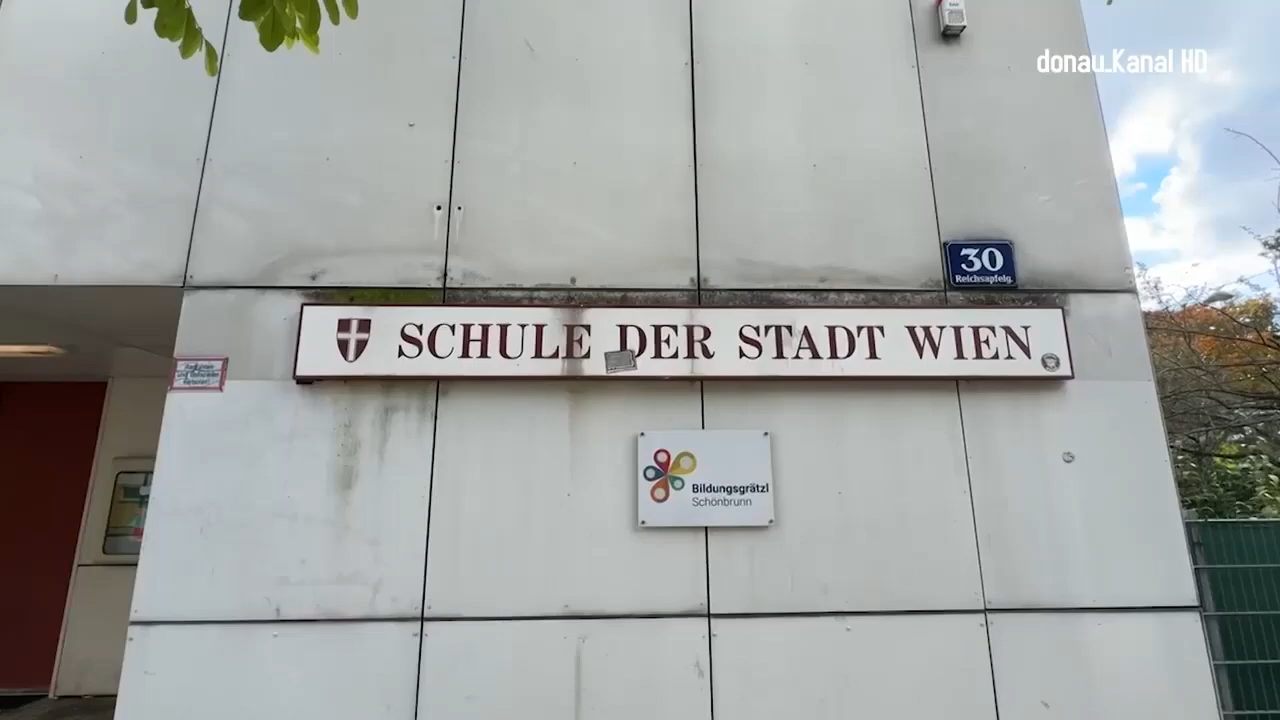 donau_Kanal HD
30
Reichsapfelg.
SCHULE DER STADT WIEN
Bildungsgrätzl
Schönbrunn